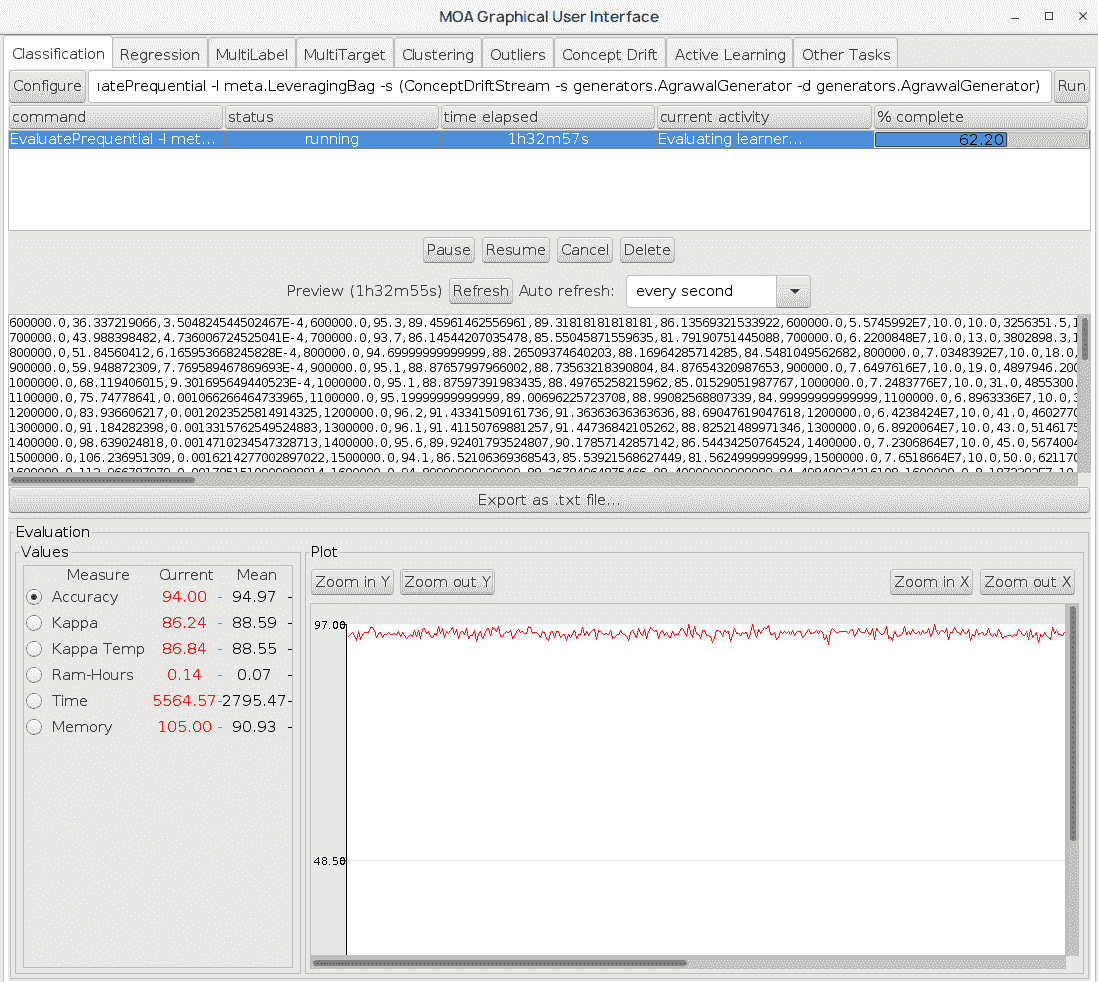 MOA Graphical User Interface
Classification Regression MultiLabel MultiTarget Clustering Outliers Concept Drift Active Learning Other Tasks
Configure ıatePrequential -l meta.LeveragingBag -s (ConceptDriftStream -s generators.AgrawalGenerator -d generators.AgrawalGenerator) Run
command status time elapsed current activity % complete
EvaluatePrequential -l met... running 1h32m57s Evaluating learner... 62.20
Pause Resume Cancel Delete
Preview (1h32m55s) Refresh Auto refresh: every second
600000.0,36.337219066,3.504824544502467E-4,600000.0,95.3,89.45961462556961,89.31818181818181,86.13569321533922,600000.0,5.5745992E7,10.0,10.0,3256351.5,1
700000.0,43.988398482,4.736006724525041E-4,700000.0,93.7,86.14544207035478,85.55045871559635,81.79190751445088,700000.0,6.2200848E7,10.0,13.0,3802898.3,1
800000.0,51.84560412,6.165953668245828E-4,800000.0,94.69999999999999,88.26509374640203,88.16964285714285,84.5481049562682,800000.0,7.0348392E7,10.0,18.0,
900000.0,59.948872309,7.769589467869693E-4,900000.0,95.1,88.87657997966002,88.73563218390804,84.87654320987653,900000.0,7.6497616E7,10.0,19.0,4897946.200
1000000.0,68.119406015,9.301695649440523E-4,1000000.0,95.1,88.87597391983435,88.49765258215962,85.01529051987767,1000000.0,7.2483776E7,10.0,31.0,4855300.
1100000.0,75.74778641,0.001066266464733965,1100000.0,95.19999999999999,89.00696225723708,88.99082568807339,84.99999999999999,1100000.0,6.8963336E7,10.0,3
1200000.0,83.936606217,0.0012023525814914325,1200000.0,96.2,91.43341509161736,91.36363636363636,88.69047619047618,1200000.0,6.4238424E7,10.0,41.0,4602770
1300000.0,91.184282398,0.0013315762549524883,1300000.0,96.1,91.41150769881257,91.44736842105262,88.82521489971346,1300000.0,6.8920064E7,10.0,43.0,5146175
1400000.0,98.639024818,0.0014710234547328713,1400000.0,95.6,89.92401793524807,90.17857142857142,86.54434250764524,1400000.0,7.2306864E7,10.0,45.0,5674004
1500000.0,106.236951309,0.0016214277002897022,1500000.0,94.1,86.52106369368543,85.53921568627449,81.56249999999999,1500000.0,7.6518664E7,10.0,50.0,621170
Export as .txt file...
Evaluation
Values
Plot
Measure Current Mean
Accuracy 94.00 - 94.97 -
Kappa 86.24 - 88.59 -
Kappa Temp 86.84 - 88.55 -
Ram-Hours 0.14 - 0.07 -
Time 5564.57-2795.47-
Memory 105.00 - 90.93 -
Zoom in Y Zoom out Y Zoom in X Zoom out X
97.00
48.50